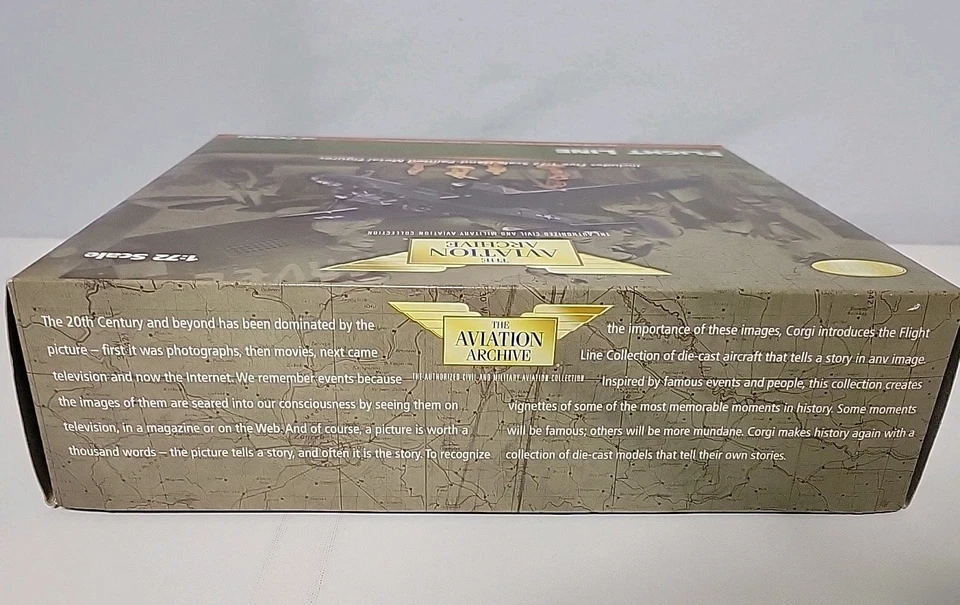 FLIGHT LINE
THE AUTHORIZED CIVIL AND MILITARY AVIATION COLLECTION
THE
AVIATION
ARCHIVE
1:72 Scale
THE
AVIATION
ARCHIVE
THE AUTHORIZED CIVIL AND MILITARY AVIATION COLLECTION
The 20th Century and beyond has been dominated by the
picture – first it was photographs, then movies, next came
television and now the Internet. We remember events because
the images of them are seared into our consciousness by seeing them on
television, in a magazine or on the Web. And of course, a picture is worth a
thousand words – the picture tells a story, and often it is the story. To recognize
the importance of these images, Corgi introduces the Flight
Line Collection of die-cast aircraft that tells a story in any image.
Inspired by famous events and people, this collection creates
vignettes of some of the most memorable moments in history. Some moments
will be famous; others will be more mundane. Corgi makes history again with a
collection of die-cast models that tell their own stories.